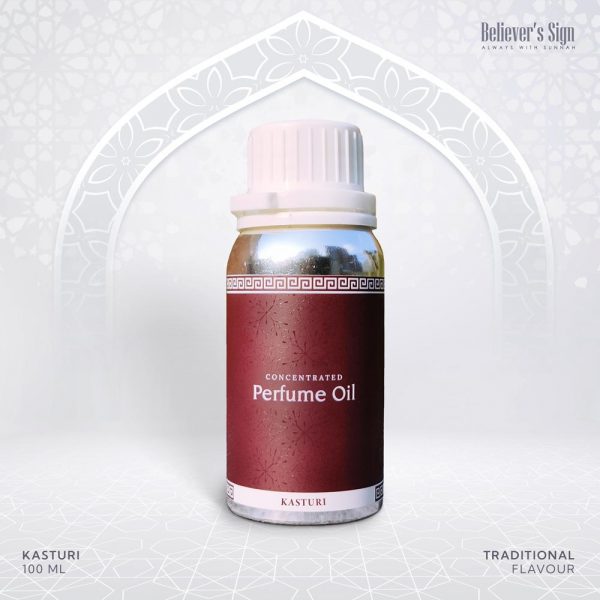 Believer's Sign
ALWAYS WITH SUNNAH
CONCENTRATED
Perfume Oil
KASTURI
KASTURI
100 ML
TRADITIONAL
FLAVOUR